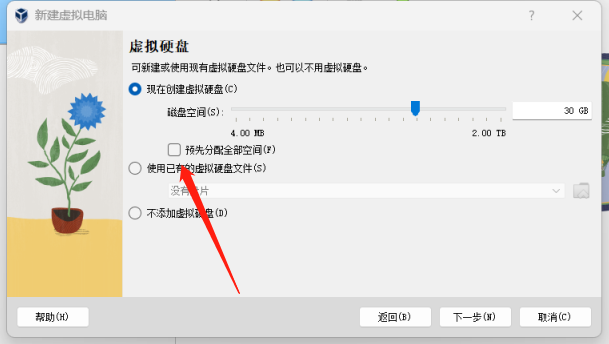 新建虚拟电脑
虚拟硬盘
可新建或使用现有虚拟硬盘文件。也可以不用虚拟硬盘。
现在创建虚拟硬盘(C)
磁盘空间(S):
30 GB
4.00 MB
2.00 TB
预先分配全部空间(F)
使用已有的虚拟硬盘文件(S)
没有 片
不添加虚拟硬盘(D)
帮助(H)
返回(B)
下一步(N)
取消(C)